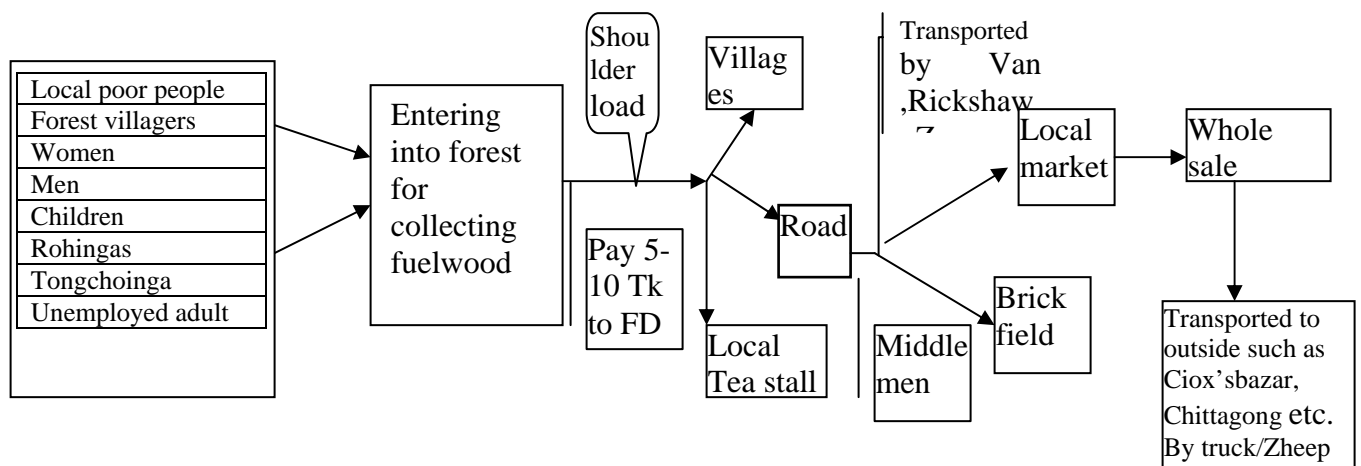 Local poor people
Forest villagers
Women
Men
Children
Rohingas
Tongchoinga
Unemployed adult
Entering
into forest
for
collecting
fuelwood
Shou
lder
load
Pay 5-
10 Tk
to FD
Villag
es
Road
Local
Tea stall
Transported
by Van
,Rickshaw
Middle
men
Local
market
Brick
field
Whole
sale
Transported to
outside such as
Ciox’sbazar,
Chittagong etc.
By truck/Zheep